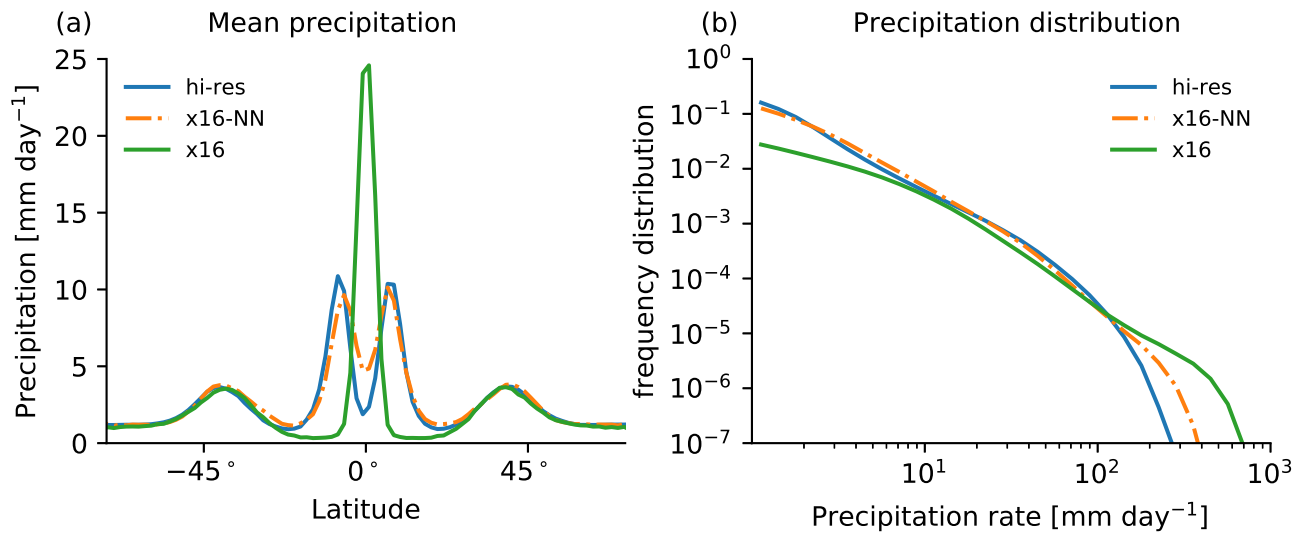 (a) Mean precipitation
Precipitation [mm day⁻¹]
25
20
15
10
5
0
hi-res
x16-NN
x16
−45° 0° 45°
Latitude
(b) Precipitation distribution
frequency distribution
10⁰
10⁻¹
10⁻²
10⁻³
10⁻⁴
10⁻⁵
10⁻⁶
10⁻⁷
hi-res
x16-NN
x16
10¹ 10² 10³
Precipitation rate [mm day⁻¹]